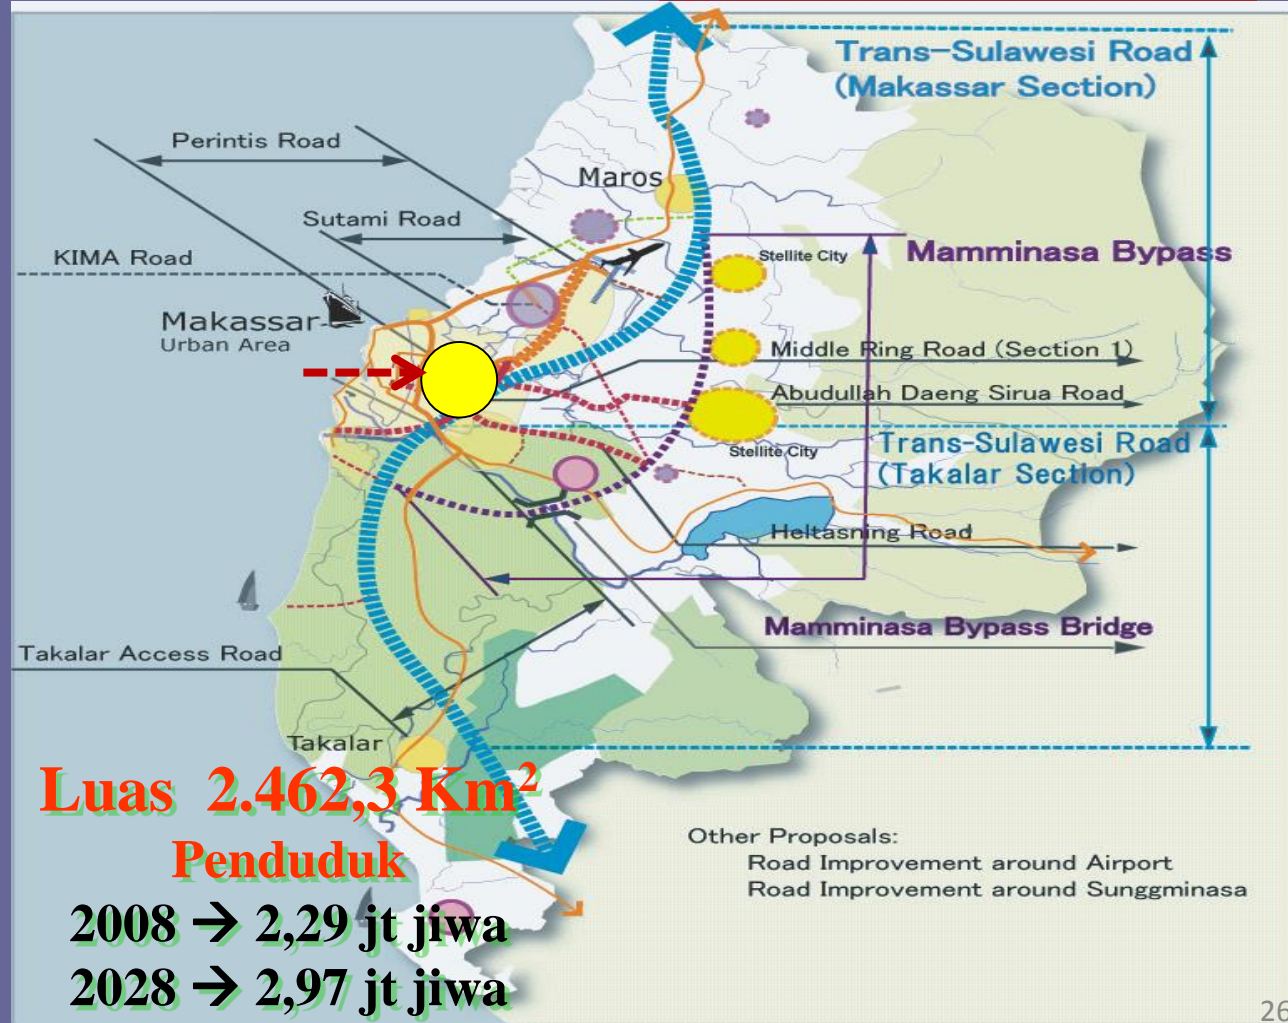 Trans-Sulawesi Road
(Makassar Section)
Perintis Road
Maros
Sutami Road
KIMA Road
Stellite City
Mamminasa Bypass
Makassar
Urban Area
Middle Ring Road (Section 1)
Abudullah Daeng Sirua Road
Stellite City
Trans-Sulawesi Road
(Takalar Section)
Heltasning Road
Mamminasa Bypass Bridge
Takalar Access Road
Takalar
Luas 2.462,3 Km²
Penduduk
2008 → 2,29 jt jiwa
2028 → 2,97 jt jiwa
Other Proposals:
Road Improvement around Airport
Road Improvement around Sunggminasa
26